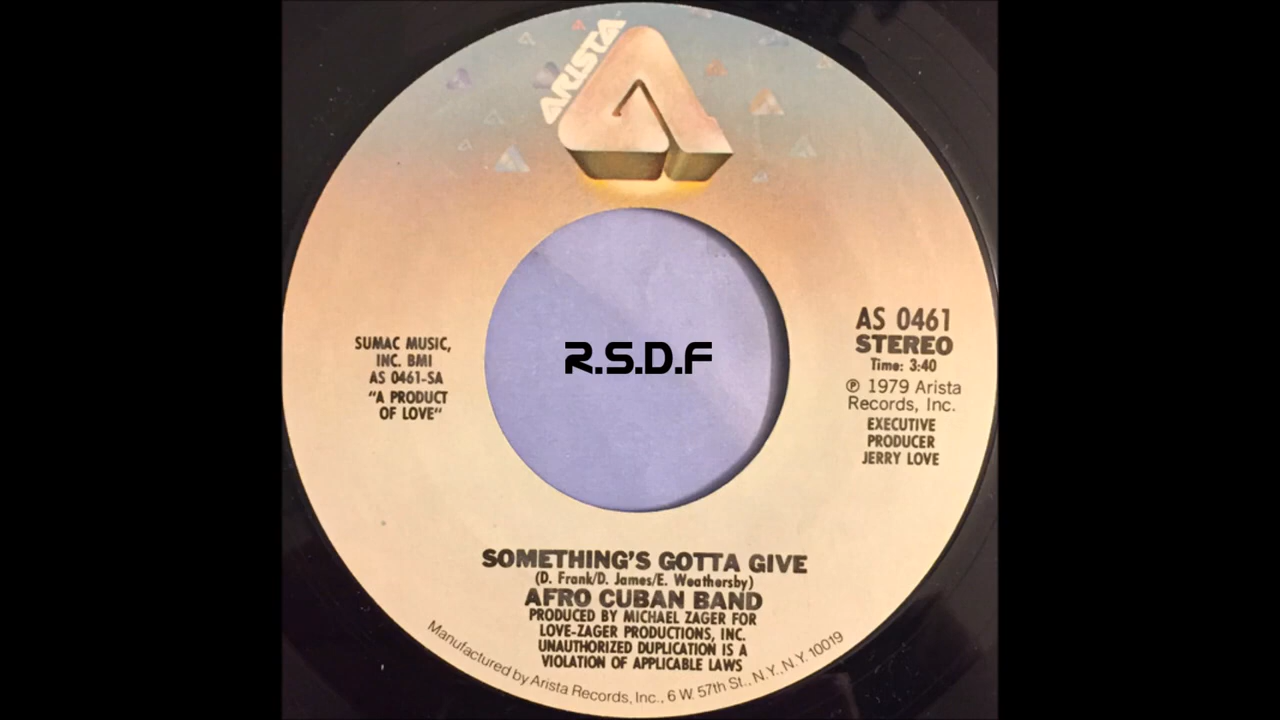 ARISTA
SUMAC MUSIC,
INC. BMI
AS 0461-SA
"A PRODUCT
OF LOVE"
R.S.D.F
AS 0461
STEREO
Time: 3:40
℗ 1979 Arista
Records, Inc.
EXECUTIVE
PRODUCER
JERRY LOVE
SOMETHING'S GOTTA GIVE
(D. Frank/D. James/E. Weathersby)
AFRO CUBAN BAND
PRODUCED BY MICHAEL ZAGER FOR
LOVE-ZAGER PRODUCTIONS, INC.
UNAUTHORIZED DUPLICATION IS A
VIOLATION OF APPLICABLE LAWS
Manufactured by Arista Records, Inc., 6 W. 57th St., N.Y., N.Y. 10019